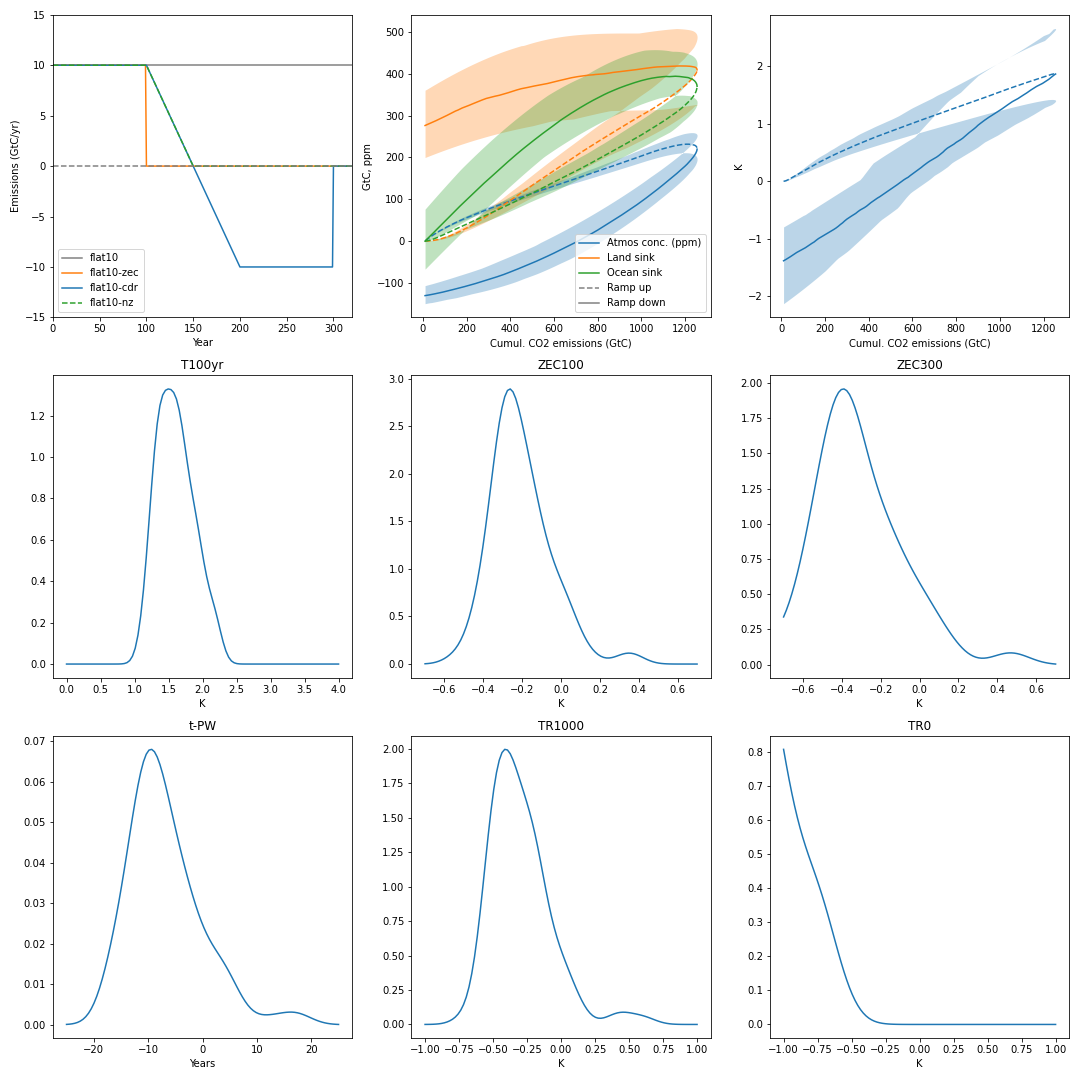 15
10
5
0
−5
−10
−15
Emissions (GtC/yr)
flat10
flat10-zec
flat10-cdr
flat10-nz
0 50 100 150 200 250 300
Year
500
400
300
200
100
0
−100
GtC, ppm
Atmos conc. (ppm)
Land sink
Ocean sink
Ramp up
Ramp down
0 200 400 600 800 1000 1200
Cumul. CO2 emissions (GtC)
2
1
0
−1
−2
K
0 200 400 600 800 1000 1200
Cumul. CO2 emissions (GtC)
T100yr
1.2
1.0
0.8
0.6
0.4
0.2
0.0
0.0 0.5 1.0 1.5 2.0 2.5 3.0 3.5 4.0
K
ZEC100
3.0
2.5
2.0
1.5
1.0
0.5
0.0
−0.6 −0.4 −0.2 0.0 0.2 0.4 0.6
K
ZEC300
2.00
1.75
1.50
1.25
1.00
0.75
0.50
0.25
0.00
−0.6 −0.4 −0.2 0.0 0.2 0.4 0.6
K
t-PW
0.07
0.06
0.05
0.04
0.03
0.02
0.01
0.00
−20 −10 0 10 20
Years
TR1000
2.00
1.75
1.50
1.25
1.00
0.75
0.50
0.25
0.00
−1.00 −0.75 −0.50 −0.25 0.00 0.25 0.50 0.75 1.00
K
TR0
0.8
0.7
0.6
0.5
0.4
0.3
0.2
0.1
0.0
−1.00 −0.75 −0.50 −0.25 0.00 0.25 0.50 0.75 1.00
K